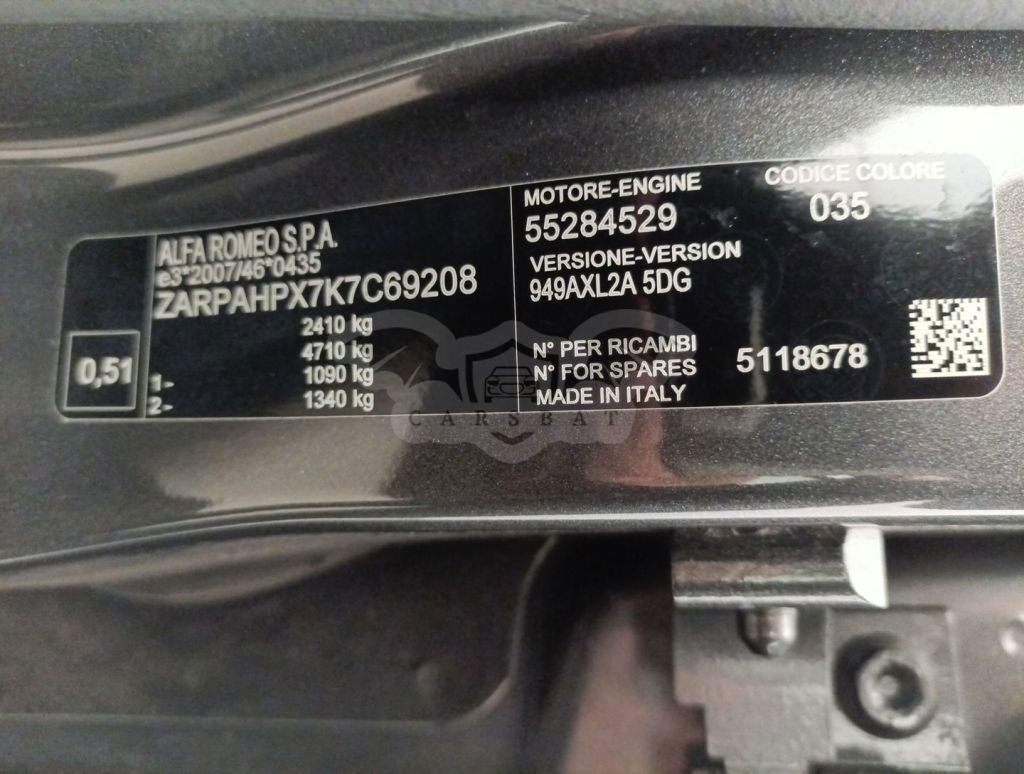 ALFA ROMEO S.P.A.
e3*2007/46*0435
ZARPAHPX7K7C69208
2410 kg
4710 kg
1- 1090 kg
2- 1340 kg
0,51
MOTORE-ENGINE
55284529
CODICE COLORE
035
VERSIONE-VERSION
949AXL2A 5DG
N° PER RICAMBI
N° FOR SPARES
5118678
MADE IN ITALY
CARSBAT